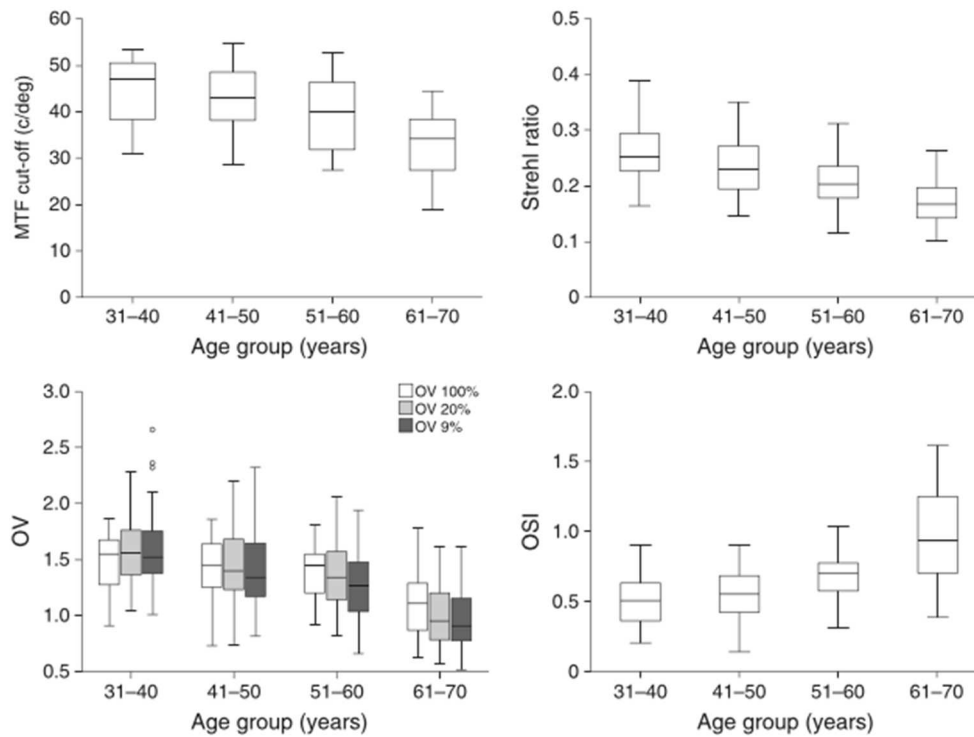 60
50
40
30
20
10
0
MTF cut-off (c/deg)
31–40 41–50 51–60 61–70
Age group (years)
0.5
0.4
0.3
0.2
0.1
0
Strehl ratio
31–40 41–50 51–60 61–70
Age group (years)
3.0
2.5
2.0
1.5
1.0
0.5
OV
OV 100%
OV 20%
OV 9%
31–40 41–50 51–60 61–70
Age group (years)
2.0
1.5
1.0
0.5
0
OSI
31–40 41–50 51–60 61–70
Age group (years)